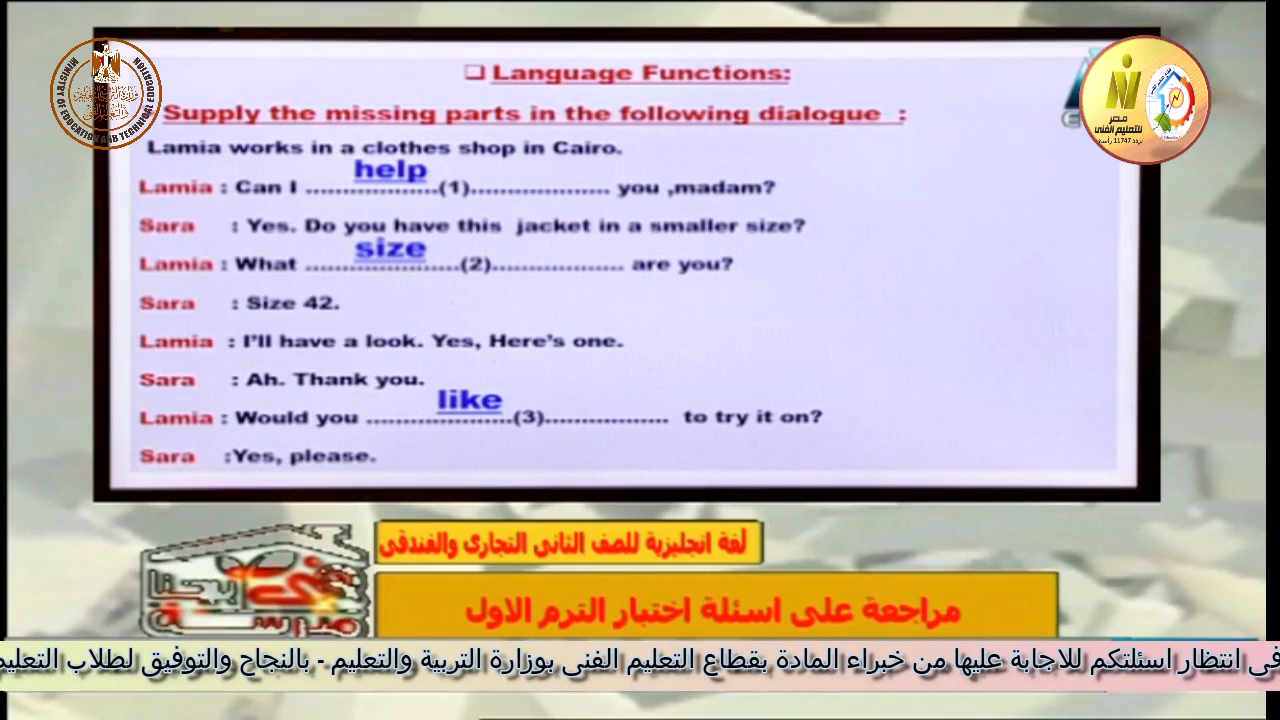 ❑ Language Functions:
Supply the missing parts in the following dialogue :
Lamia works in a clothes shop in Cairo.
help
Lamia : Can I ...................(1).................... you ,madam?
Sara : Yes. Do you have this jacket in a smaller size?
size
Lamia : What ......................(2)................... are you?
Sara : Size 42.
Lamia : I'll have a look. Yes, Here's one.
Sara : Ah. Thank you.
like
Lamia : Would you .....................(3)................. to try it on?
Sara :Yes, please.
MINISTRY OF EDUCATION AND TECHNICAL EDUCATION
مصر
للتعليم الفنى
لغة انجليزية للصف الثانى التجارى والفندقى
مراجعة على اسئلة اختبار الترم الاول
فى بيتنا
مدرسة
فى انتظار اسئلتكم للاجابة عليها من خبراء المادة بقطاع التعليم الفنى بوزارة التربية والتعليم - بالنجاح والتوفيق لطلاب التعليم